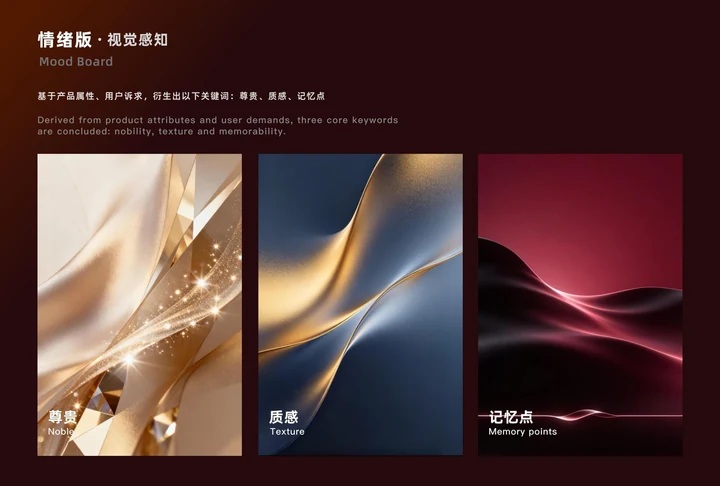 情绪版·视觉感知
Mood Board
基于产品属性、用户诉求，衍生出以下关键词：尊贵、质感、记忆点
Derived from product attributes and user demands, three core keywords
are concluded: nobility, texture and memorability.
尊贵
Noble
质感
Texture
记忆点
Memory points